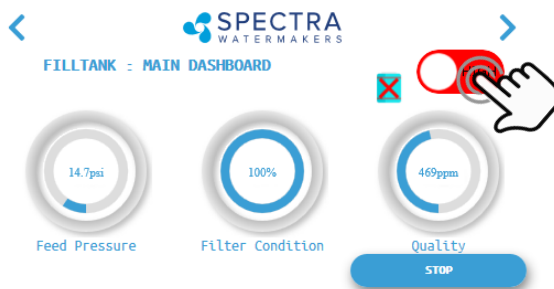 SPECTRA
WATERMAKERS
FILLTANK : MAIN DASHBOARD
14.7psi
100%
469ppm
Feed Pressure
Filter Condition
Quality
STOP